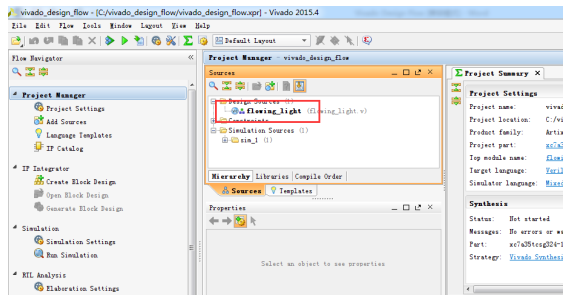 vivado_design_flow - [C:/vivado_design_flow/vivado_design_flow.xpr] - Vivado 2015.4
File Edit Flow Tools Window Layout View Help
Default Layout
Flow Navigator
Project Manager
Project Settings
Add Sources
Language Templates
IP Catalog
IP Integrator
Create Block Design
Open Block Design
Generate Block Design
Simulation
Simulation Settings
Run Simulation
RTL Analysis
Elaboration Settings
Project Manager - vivado_design_flow
Sources
Design Sources (1)
flowing_light (flowing_light.v)
Constraints
Simulation Sources (1)
sim_1 (1)
Hierarchy Libraries Compile Order
Sources Templates
Properties
Select an object to see properties
Project Summary
Project Settings
Project name: vivad
Project location: C:/vi
Product family: Artix
Project part: xc7a3
Top module name: flowi
Target language: Veril
Simulator language: Mixed
Synthesis
Status: Not started
Messages: No errors or wa
Part: xc7a35tcsg324-1
Strategy: Vivado Synthesis